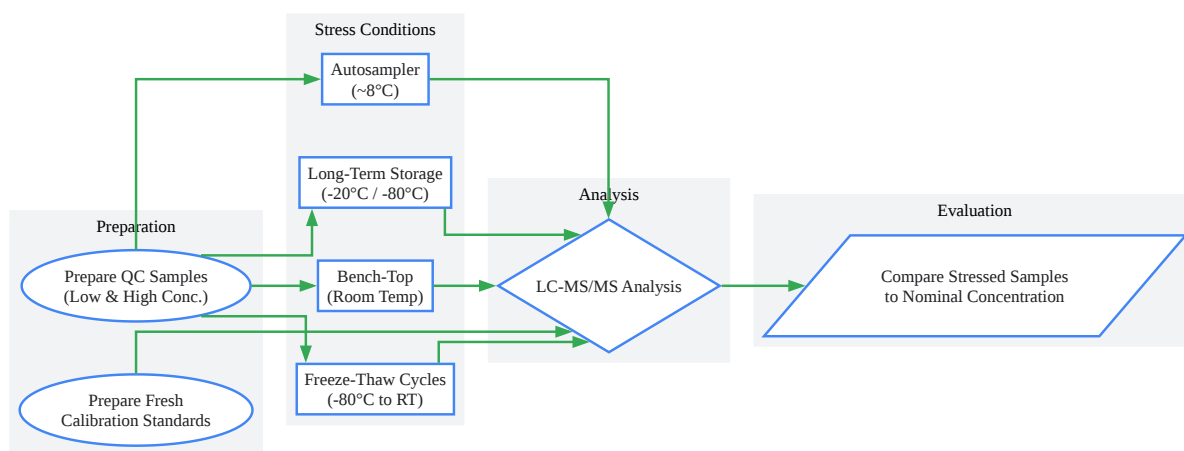 Stress Conditions
Autosampler
(~8°C)
Long-Term Storage
(-20°C / -80°C)
Analysis
Evaluation
Preparation
Prepare QC Samples
(Low & High Conc.)
Bench-Top
(Room Temp)
LC-MS/MS Analysis
Compare Stressed Samples
to Nominal Concentration
Freeze-Thaw Cycles
(-80°C to RT)
Prepare Fresh
Calibration Standards